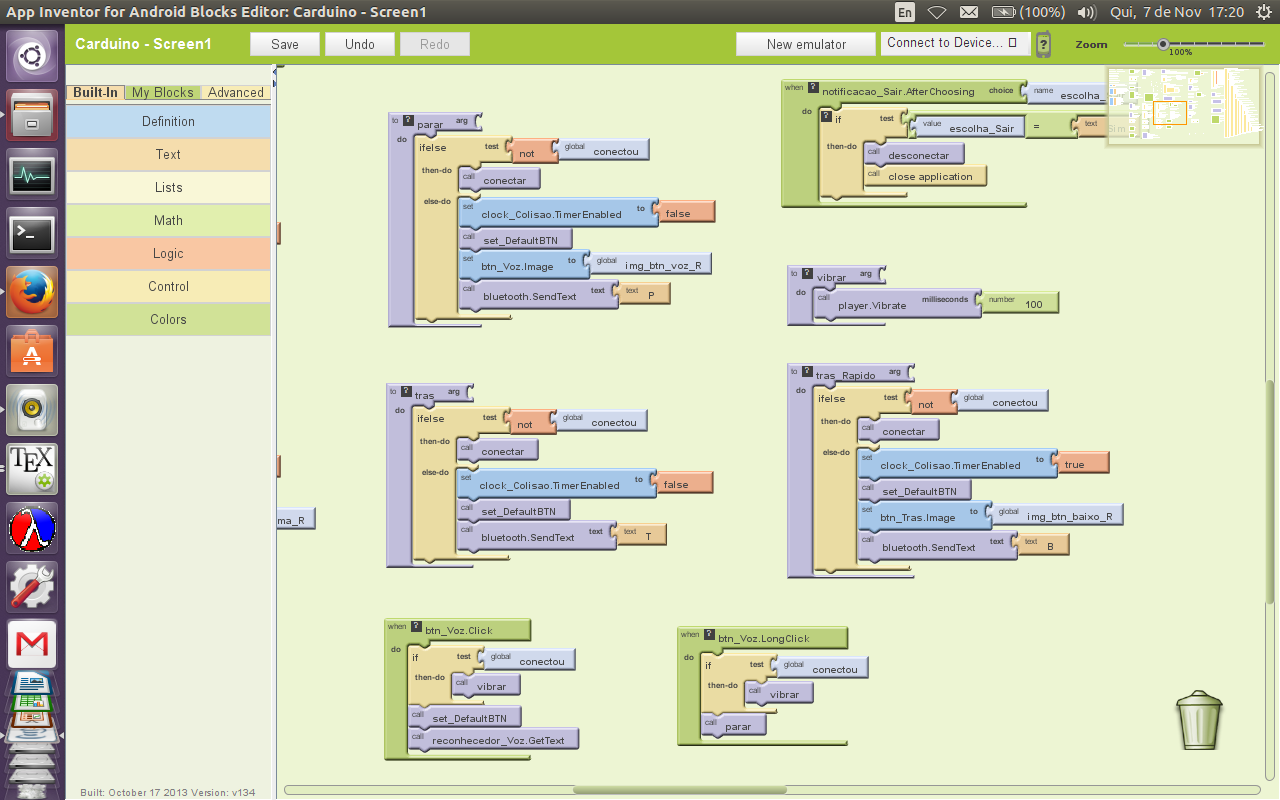 App Inventor for Android Blocks Editor: Carduino - Screen1
En (100%) Qui, 7 de Nov 17:20
Carduino - Screen1 Save Undo Redo New emulator Connect to Device... Zoom 100%
Built-In My Blocks Advanced
Definition
Text
Lists
Math
Logic
Control
Colors
Built: October 17 2013 Version: v134
ma_R
to ? parar arg
do ifelse test not global conectou
then-do call conectar
else-do set clock_Colisao.TimerEnabled to false
call set_DefaultBTN
set btn_Voz.Image to global img_btn_voz_R
call bluetooth.SendText text text P
when ? notificacao_Sair.AfterChoosing choice name escolha_
do ? if test value escolha_Sair = text Sim
then-do call desconectar
call close application
to ? vibrar arg
do call player.Vibrate milliseconds number 100
to ? tras arg
do ifelse test not global conectou
then-do call conectar
else-do set clock_Colisao.TimerEnabled to false
call set_DefaultBTN
call bluetooth.SendText text text T
to ? tras_Rapido arg
do ifelse test not global conectou
then-do call conectar
else-do set clock_Colisao.TimerEnabled to true
call set_DefaultBTN
set btn_Tras.Image to global img_btn_baixo_R
call bluetooth.SendText text text B
when ? btn_Voz.Click
do if test global conectou
then-do call vibrar
call set_DefaultBTN
call reconhecedor_Voz.GetText
when ? btn_Voz.LongClick
do if test global conectou
then-do call vibrar
call parar
TEX